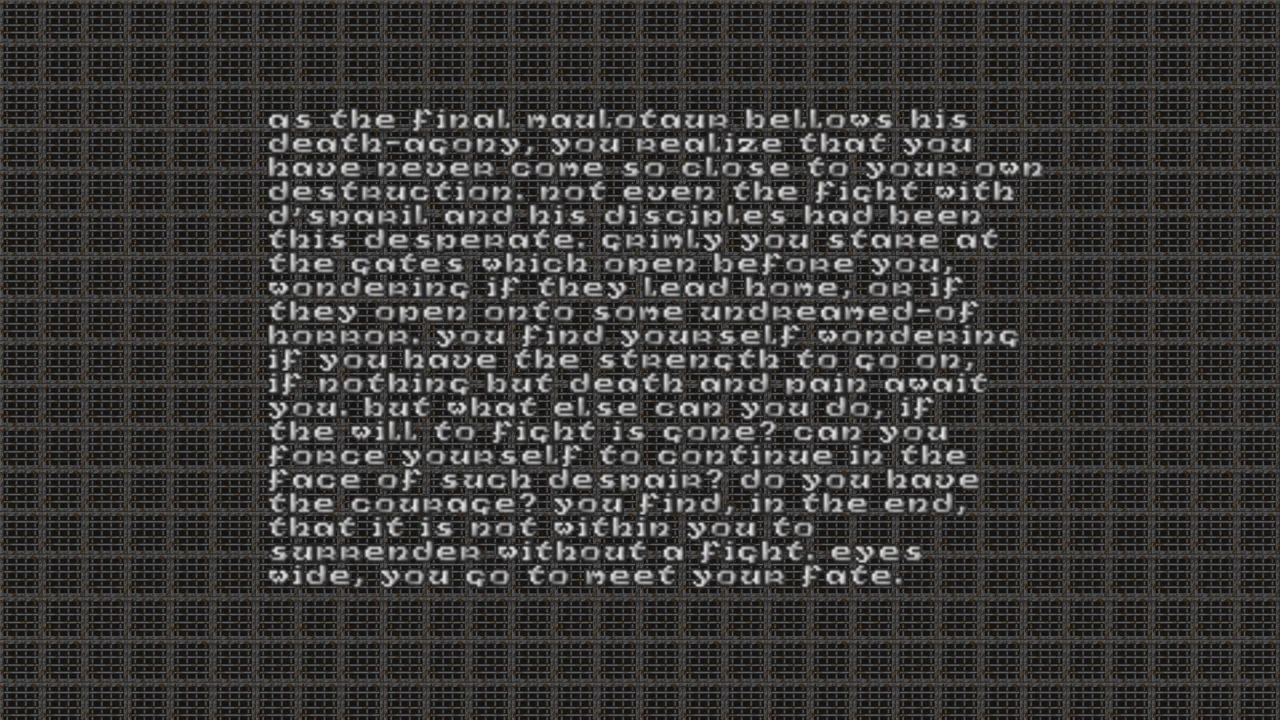 as the final maulotaur bellows his
death-agony, you realize that you
have never come so close to your own
destruction. not even the fight with
d'sparil and his disciples had been
this desperate. grimly you stare at
the gates which open before you,
wondering if they lead home, or if
they open onto some undreamed-of
horror. you find yourself wondering
if you have the strength to go on,
if nothing but death and pain await
you. but what else can you do, if
the will to fight is gone? can you
force yourself to continue in the
face of such despair? do you have
the courage? you find, in the end,
that it is not within you to
surrender without a fight. eyes
wide, you go to meet your fate.